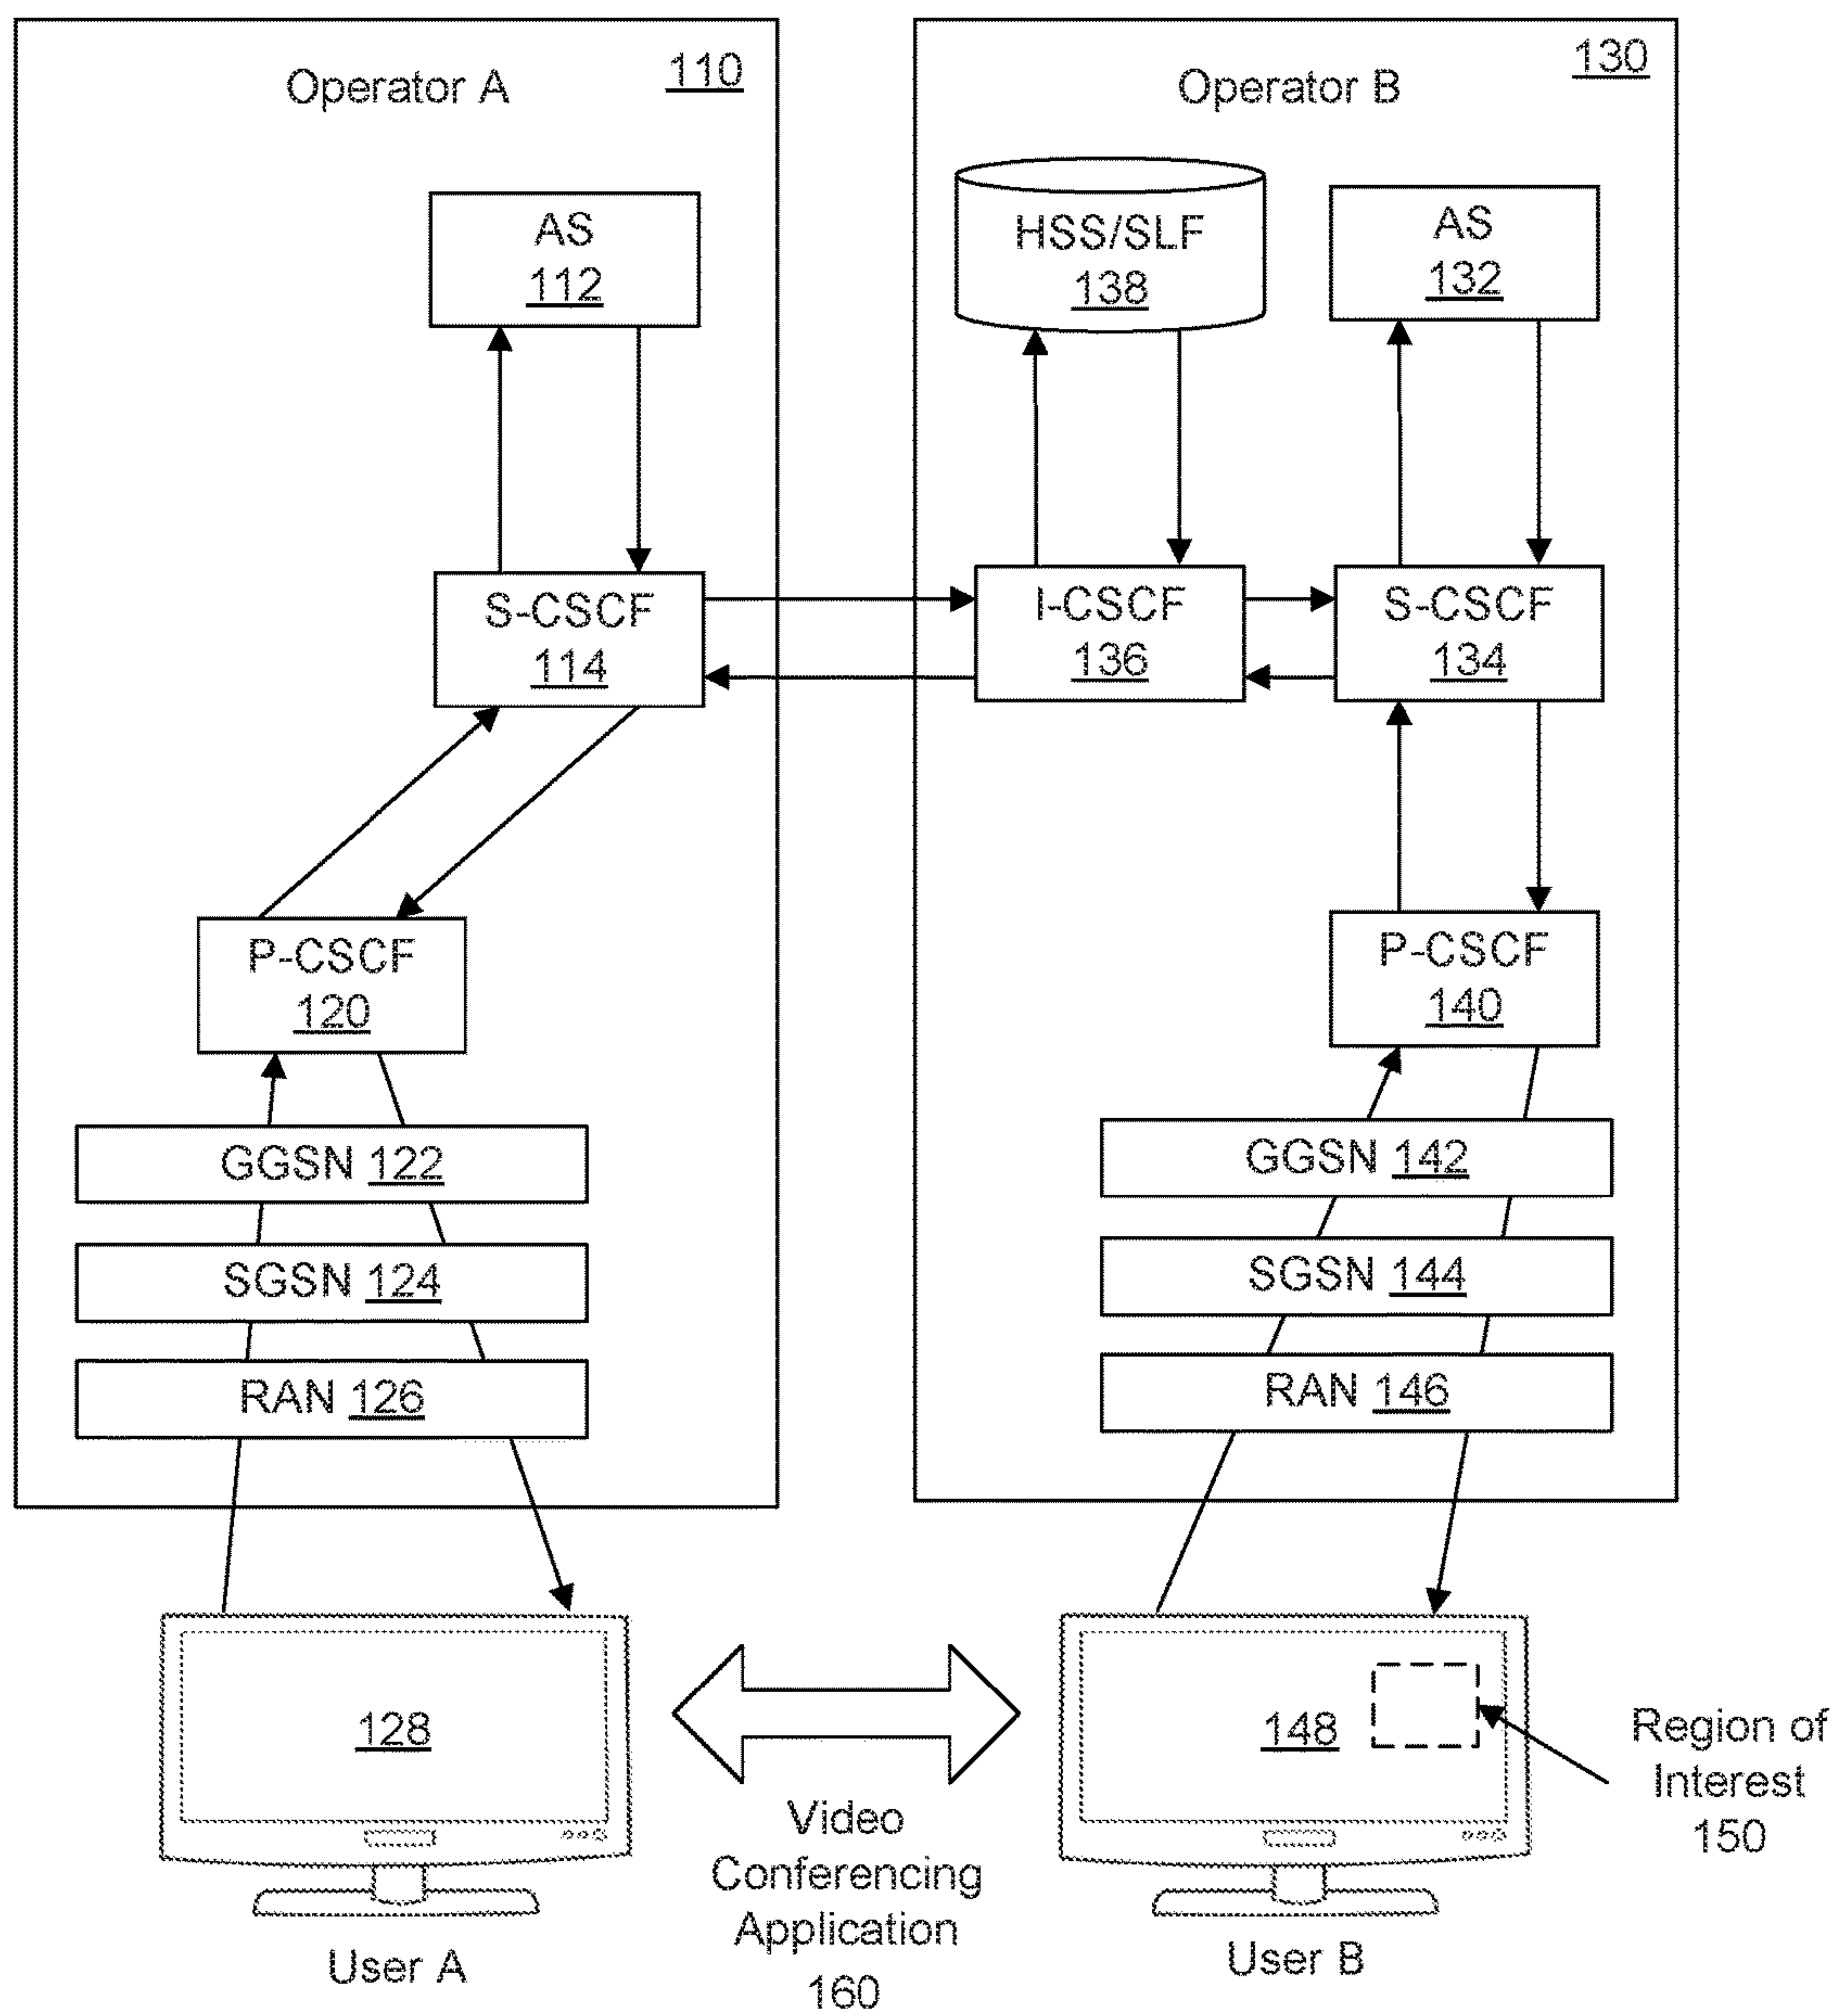 Operator A
110
AS
112
S-CSCF
114
P-CSCF
120
GGSN 122
SGSN 124
RAN 126
128
User A
Operator B
130
HSS/SLF
138
AS
132
I-CSCF
136
S-CSCF
134
P-CSCF
140
GGSN 142
SGSN 144
RAN 146
148
User B
Region of
Interest
150
Video
Conferencing
Application
160